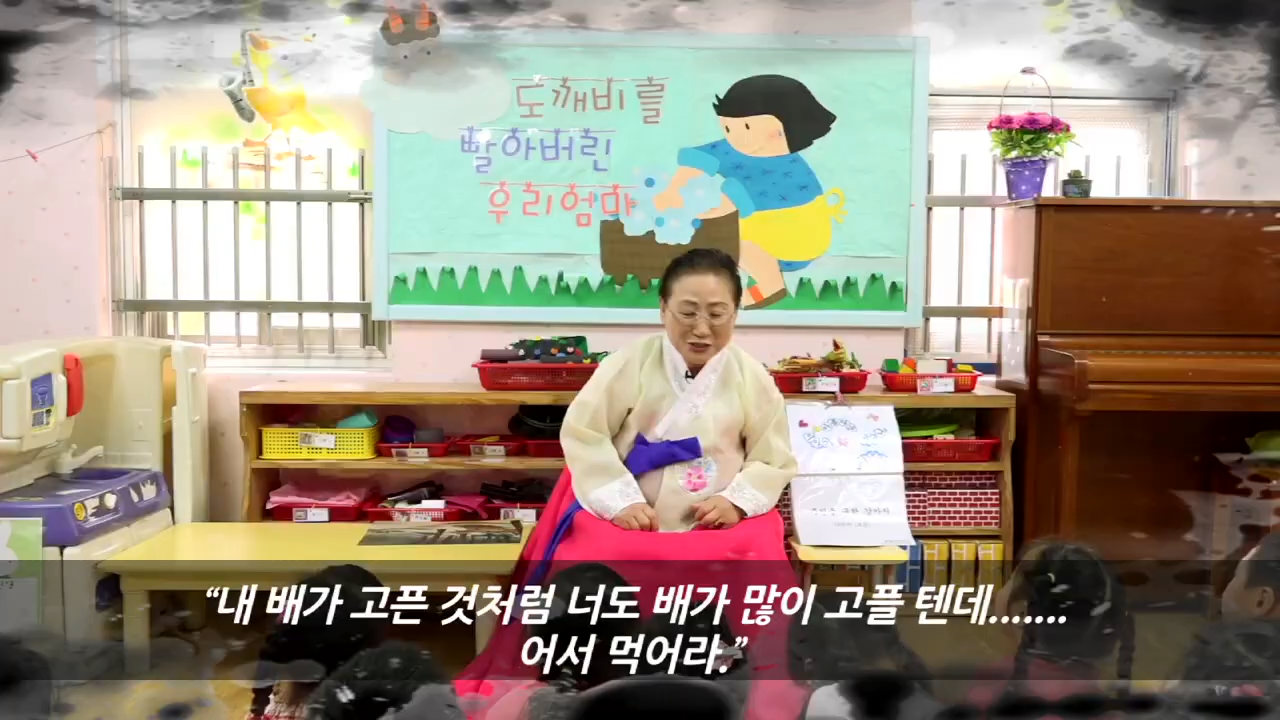 도깨비를
빨아버린
우리엄마
“내 배가 고픈 것처럼 너도 배가 많이 고플 텐데.......
어서 먹어라.”